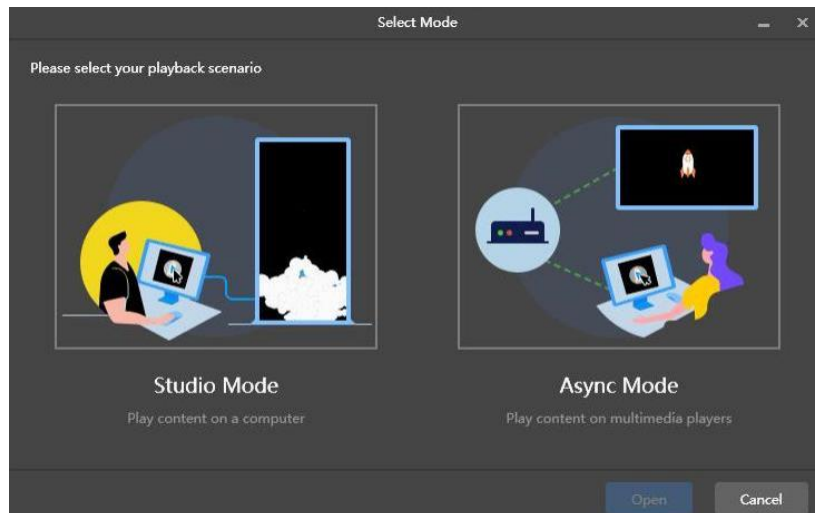 Select Mode
Please select your playback scenario
Studio Mode
Async Mode
Play content on a computer
Play content on multimedia players
Open
Cancel